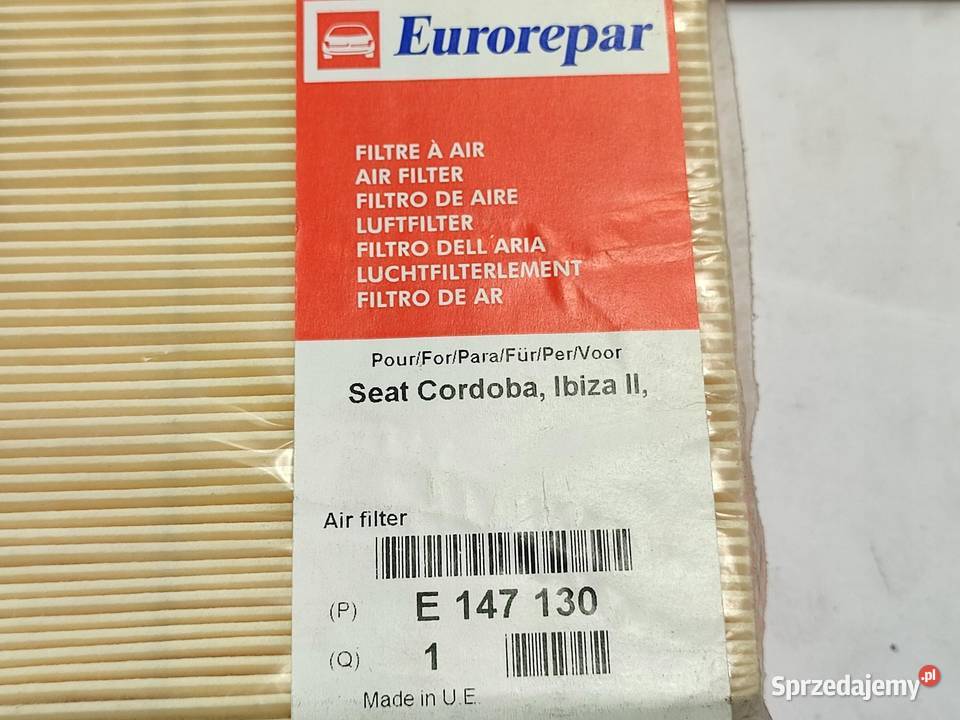 Eurorepar
FILTRE À AIR
AIR FILTER
FILTRO DE AIRE
LUFTFILTER
FILTRO DELL'ARIA
LUCHTFILTERLEMENT
FILTRO DE AR
Pour/For/Para/Für/Per/Voor
Seat Cordoba, Ibiza II,
Air filter
(P) E 147 130
(Q) 1
Made in U.E.
Sprzedajemy.pl